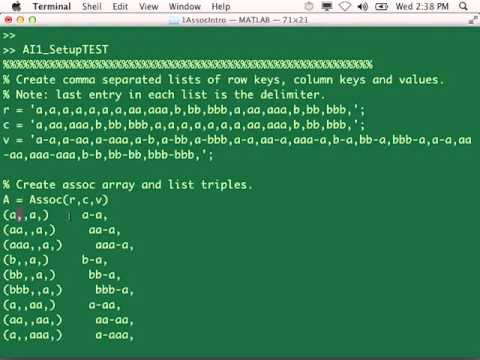 Terminal Shell Edit View Window Help Wed 2:38 PM
1AssocIntro — MATLAB — 71×21
>>
>> AI1_SetupTEST
%%%%%%%%%%%%%%%%%%%%%%%%%%%%%%%%%%%%%%%%%%%%%%%%%%%%%%%%
% Create comma separated lists of row keys, column keys and values.
% Note: last entry in each list is the delimiter.
r = 'a,a,a,a,a,a,a,aa,aaa,b,bb,bbb,a,aa,aaa,b,bb,bbb,';
c = 'a,aa,aaa,b,bb,bbb,a,a,a,a,a,a,a,aa,aaa,b,bb,bbb,';
v = 'a-a,a-aa,a-aaa,a-b,a-bb,a-bbb,a-a,aa-a,aaa-a,b-a,bb-a,bbb-a,a-a,aa
-aa,aaa-aaa,b-b,bb-bb,bbb-bbb,';
% Create assoc array and list triples.
A = Assoc(r,c,v)
(a,,a,) a-a,
(aa,,a,) aa-a,
(aaa,,a,) aaa-a,
(b,,a,) b-a,
(bb,,a,) bb-a,
(bbb,,a,) bbb-a,
(a,,aa,) a-aa,
(aa,,aa,) aa-aa,
(a,,aaa,) a-aaa,